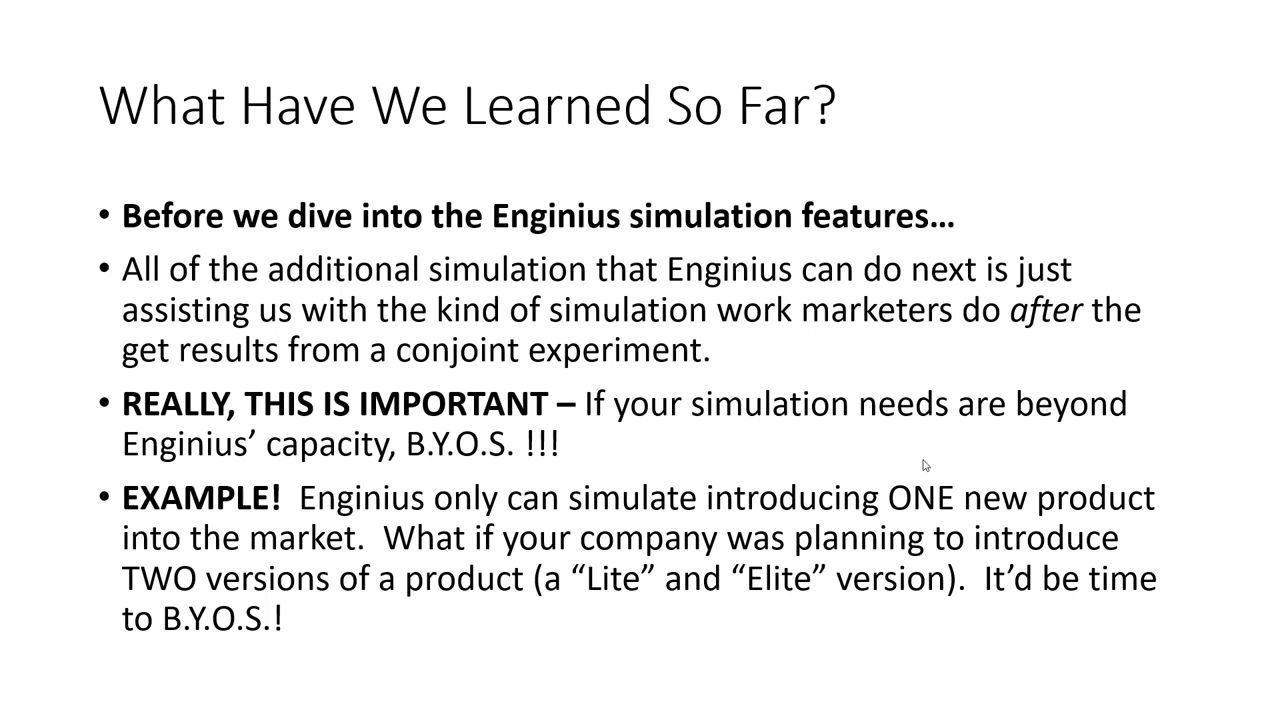 What Have We Learned So Far?
• Before we dive into the Enginius simulation features…
• All of the additional simulation that Enginius can do next is just
assisting us with the kind of simulation work marketers do after the
get results from a conjoint experiment.
• REALLY, THIS IS IMPORTANT – If your simulation needs are beyond
Enginius’ capacity, B.Y.O.S. !!!
• EXAMPLE!  Enginius only can simulate introducing ONE new product
into the market.  What if your company was planning to introduce
TWO versions of a product (a “Lite” and “Elite” version).  It’d be time
to B.Y.O.S.!